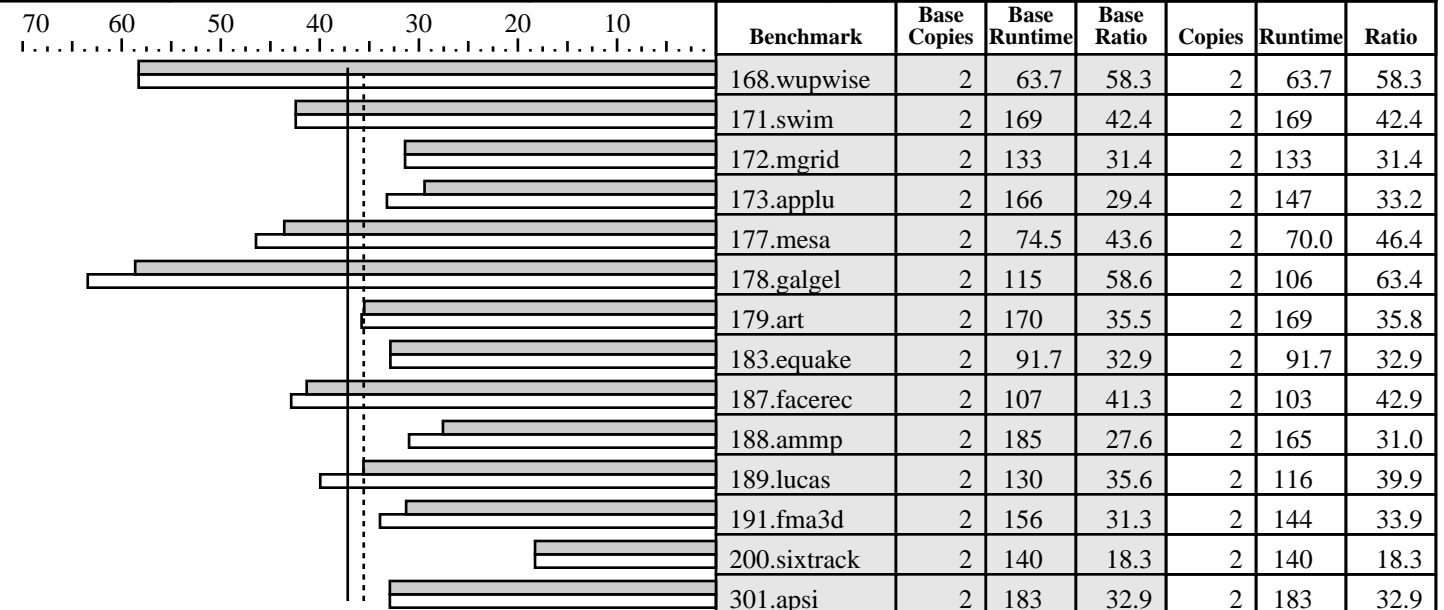 70 60 50 40 30 20 10
Benchmark Base Copies Base Runtime Base Ratio Copies Runtime Ratio
168.wupwise 2 63.7 58.3 2 63.7 58.3
171.swim 2 169 42.4 2 169 42.4
172.mgrid 2 133 31.4 2 133 31.4
173.applu 2 166 29.4 2 147 33.2
177.mesa 2 74.5 43.6 2 70.0 46.4
178.galgel 2 115 58.6 2 106 63.4
179.art 2 170 35.5 2 169 35.8
183.equake 2 91.7 32.9 2 91.7 32.9
187.facerec 2 107 41.3 2 103 42.9
188.ammp 2 185 27.6 2 165 31.0
189.lucas 2 130 35.6 2 116 39.9
191.fma3d 2 156 31.3 2 144 33.9
200.sixtrack 2 140 18.3 2 140 18.3
301.apsi 2 183 32.9 2 183 32.9